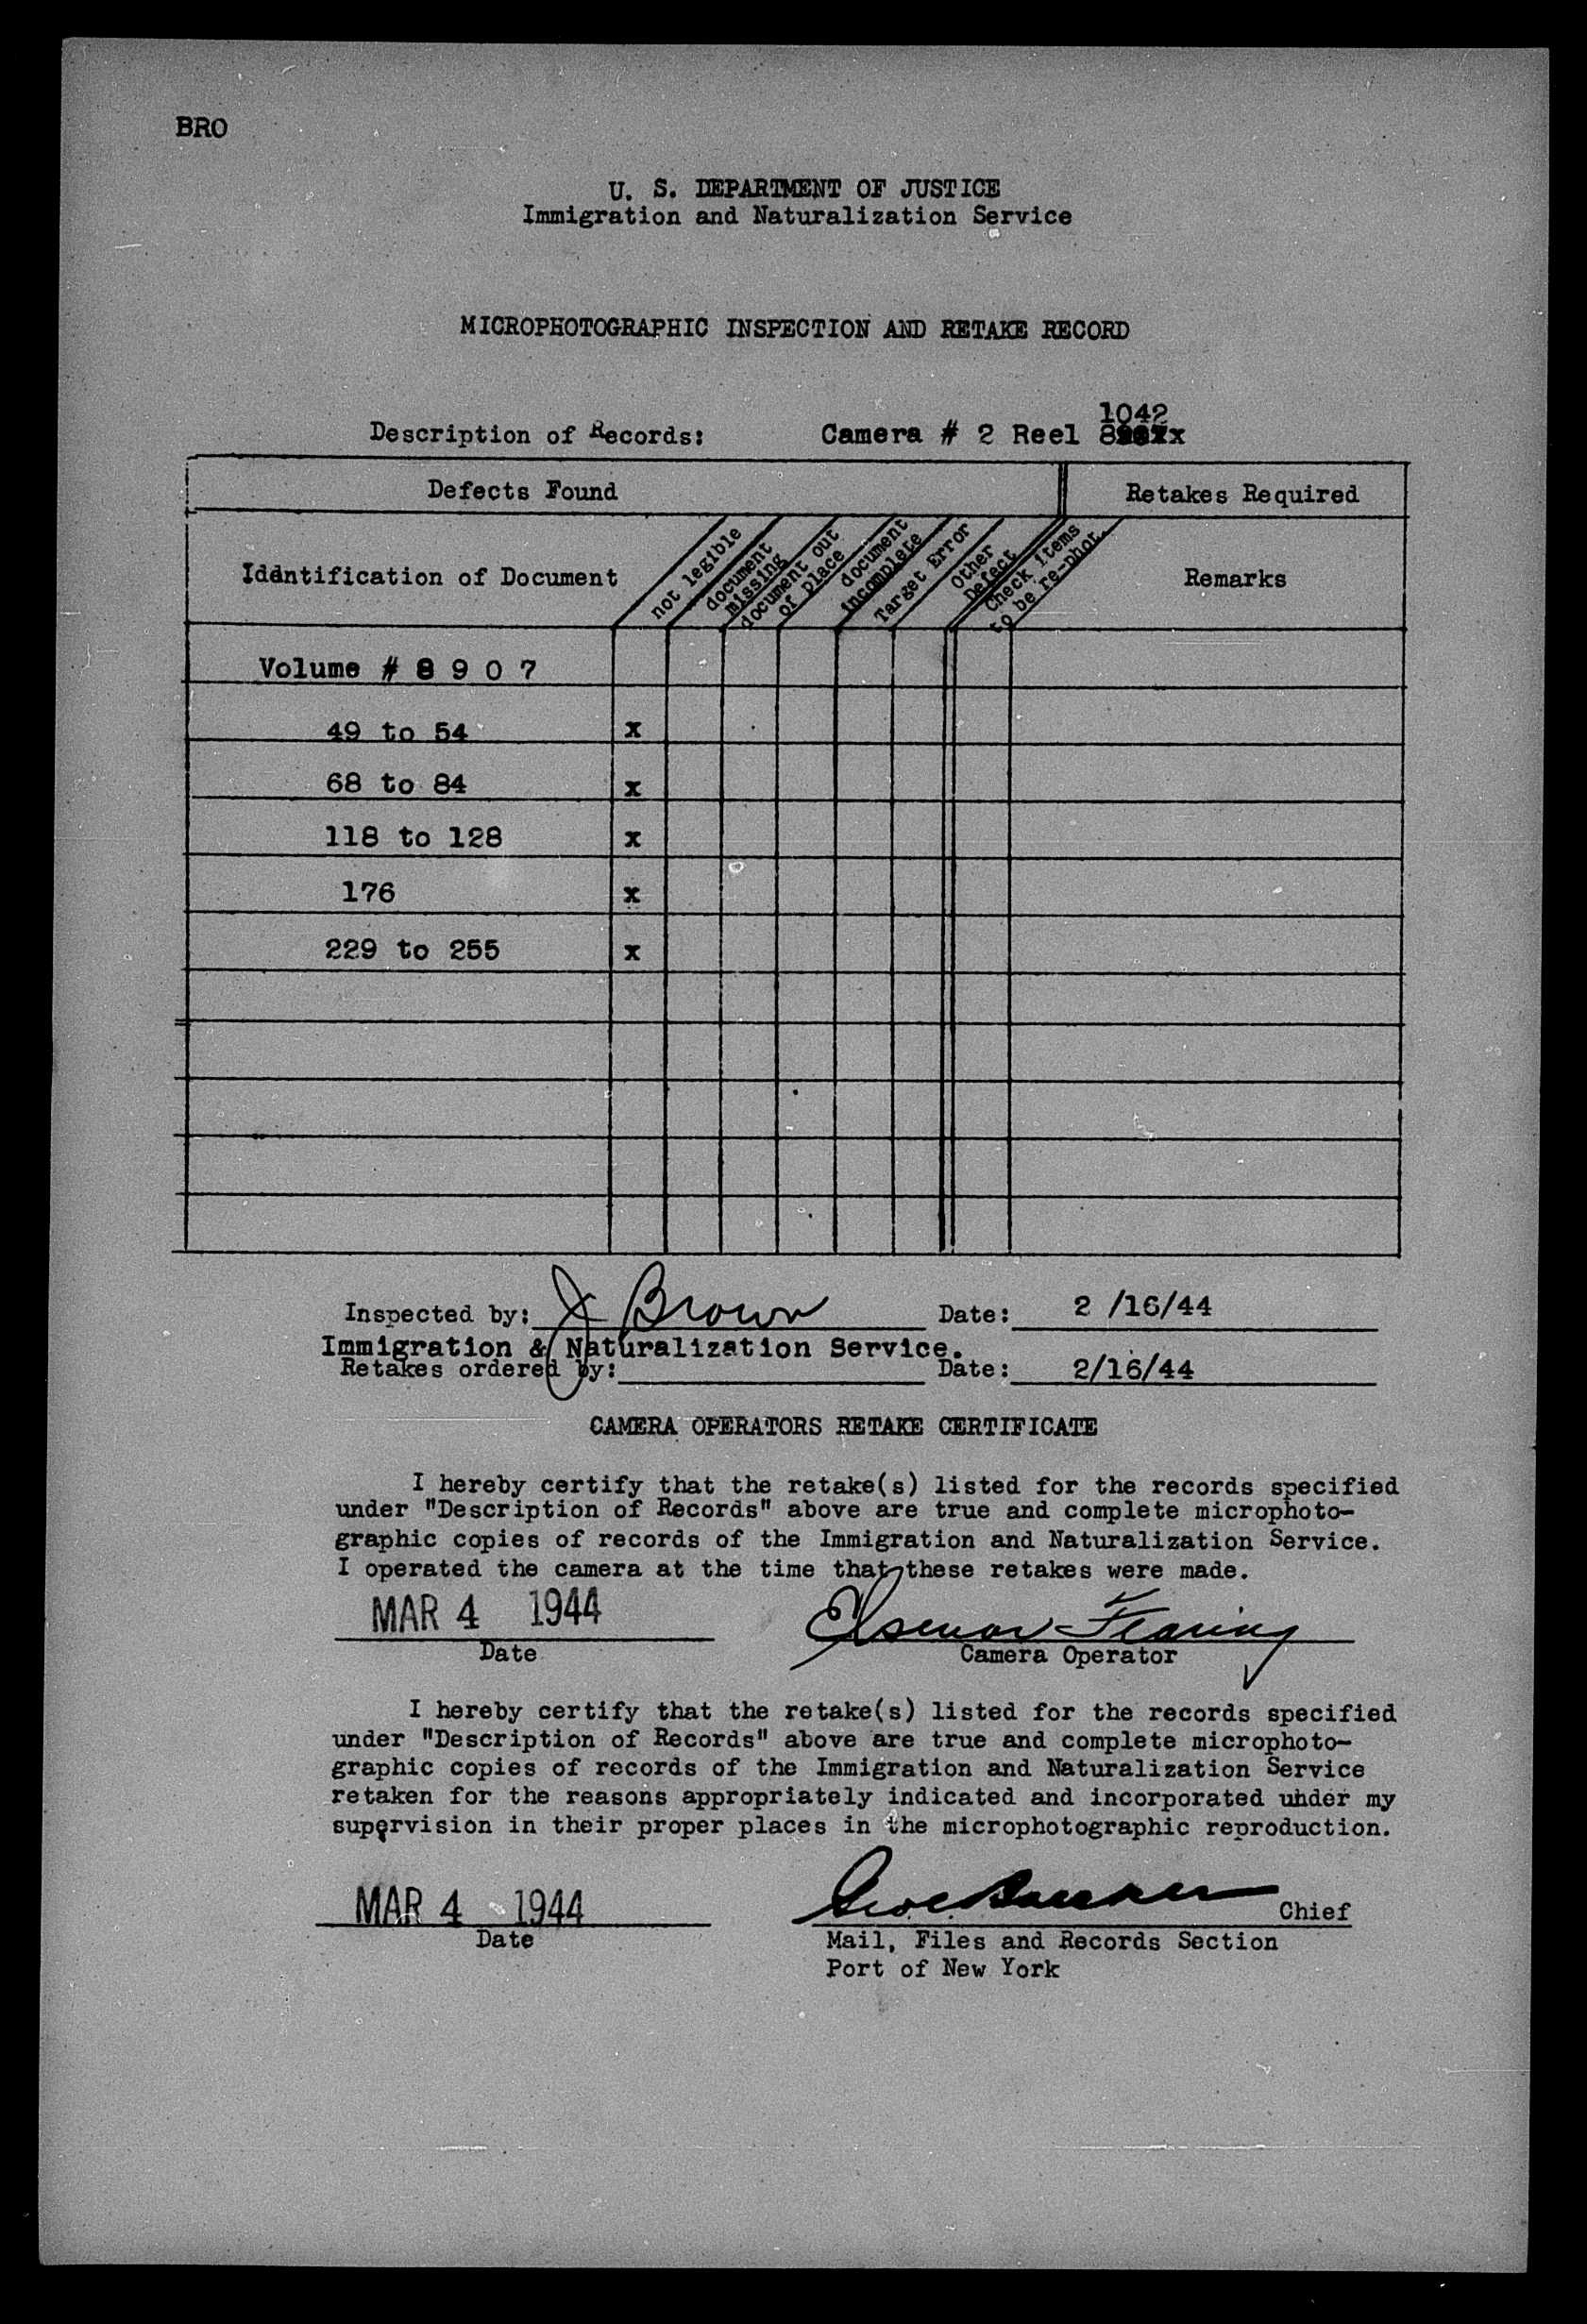 BRO
U. S. DEPARTMENT OF JUSTICE
Immigration and Naturalization Service
MICROPHOTOGRAPHIC INSPECTION AND RETAKE RECORD
1042
Description of Records: Camera # 2 Reel
Defects Found Retakes Required
Iddntification of Document not legible document missing document out of place document incomplete Target Error Other Defect Check items to be re-phot. Remarks
Volume # 8 9 0 7
49 to 54 x
68 to 84 x
118 to 128 x
176 x
229 to 255 x
Inspected by: J Brown Date: 2 /16/44
Immigration & Naturalization Service.
Retakes ordered by: Date: 2/16/44
CAMERA OPERATORS RETAKE CERTIFICATE
I hereby certify that the retake(s) listed for the records specified
under "Description of Records" above are true and complete microphoto-
graphic copies of records of the Immigration and Naturalization Service.
I operated the camera at the time that these retakes were made.
MAR 4 1944
Date Camera Operator
I hereby certify that the retake(s) listed for the records specified
under "Description of Records" above are true and complete microphoto-
graphic copies of records of the Immigration and Naturalization Service
retaken for the reasons appropriately indicated and incorporated under my
supervision in their proper places in the microphotographic reproduction.
MAR 4 1944 Chief
Date Mail, Files and Records Section
Port of New York